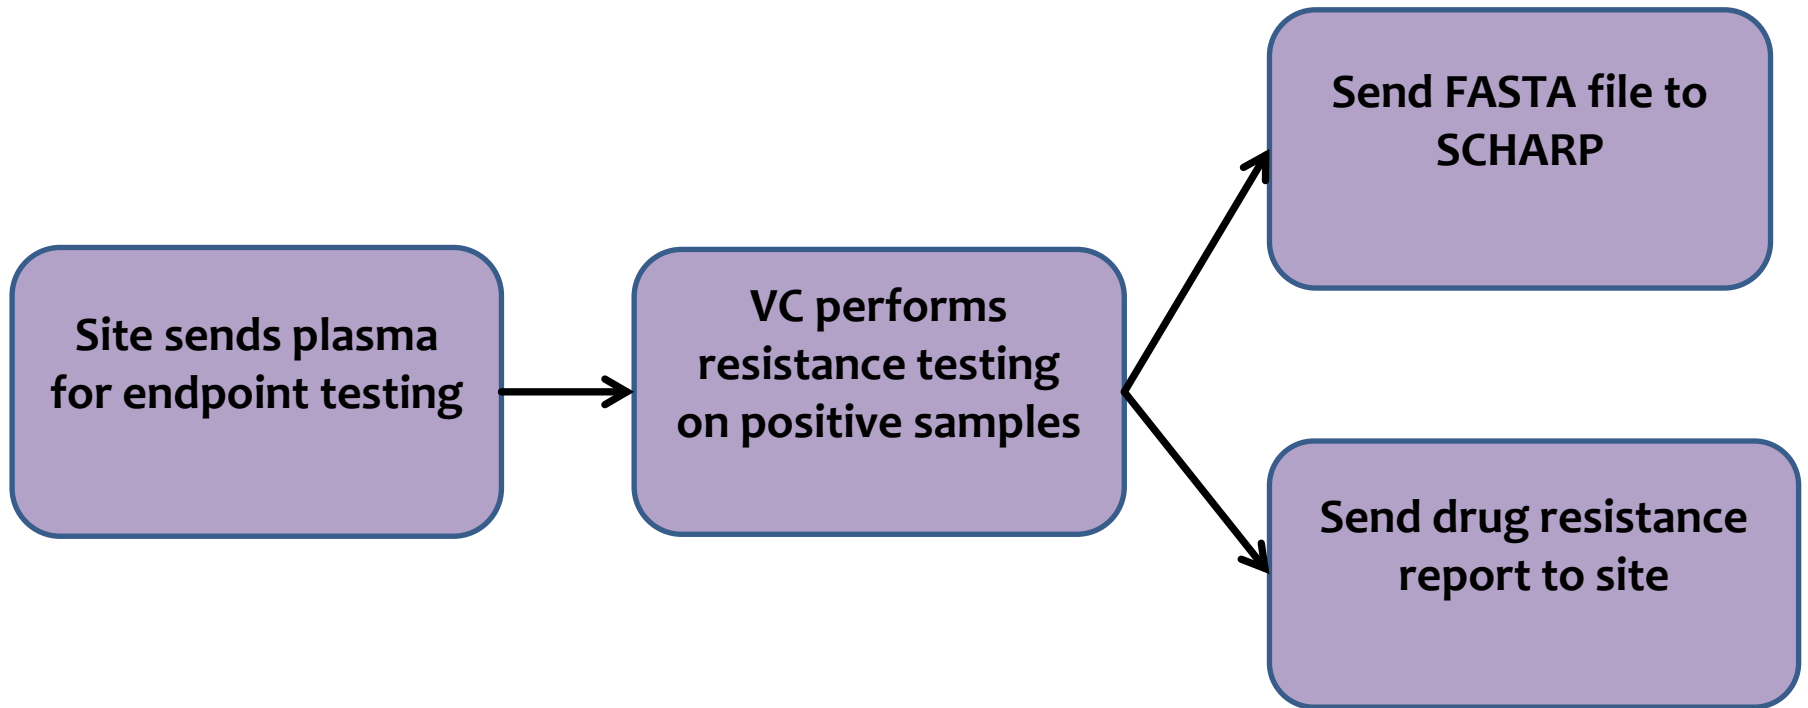 Site sends plasma
for endpoint testing
VC performs
resistance testing
on positive samples
Send FASTA file to
SCHARP
Send drug resistance
report to site